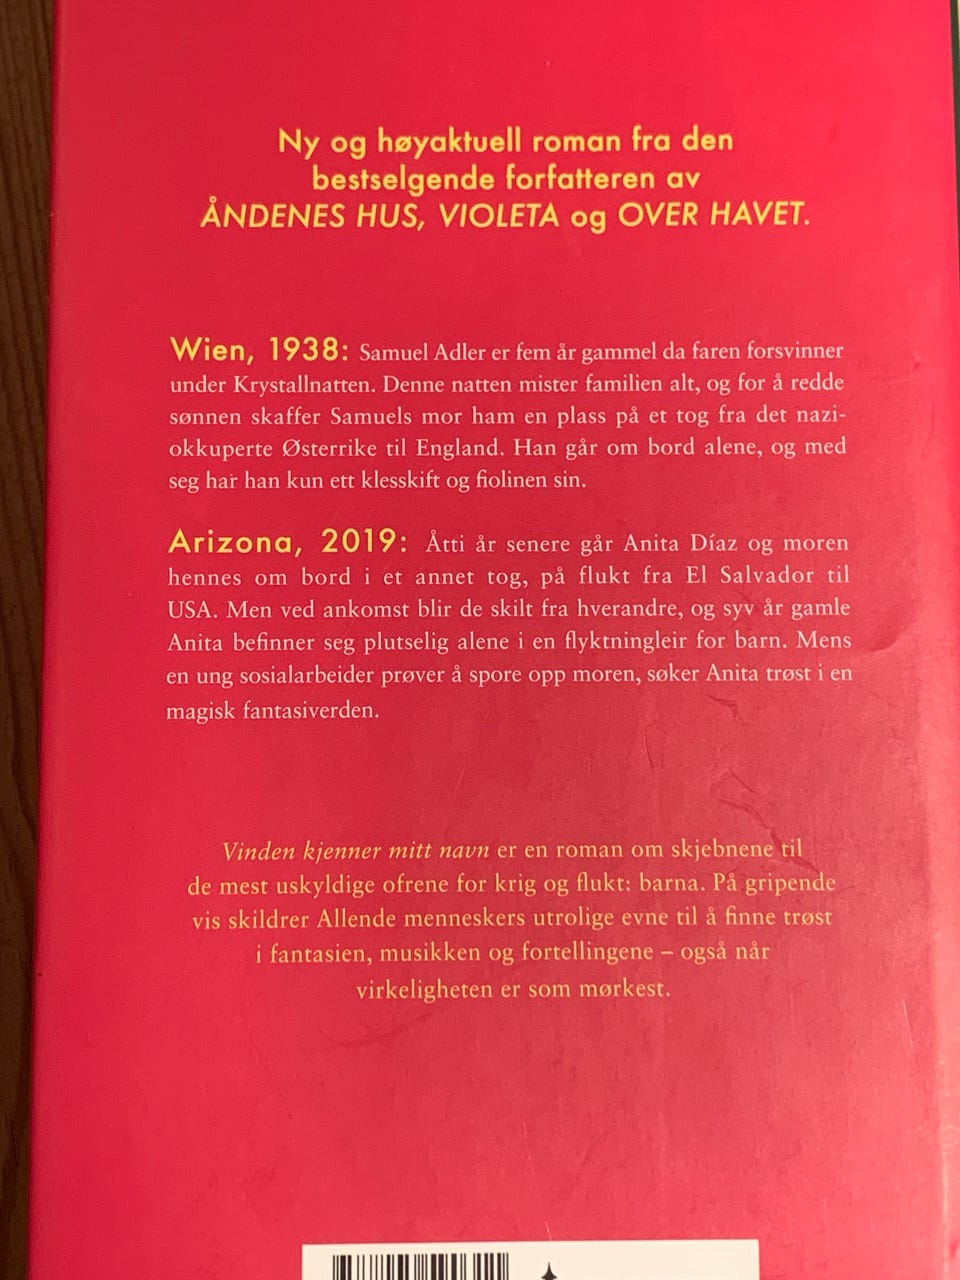 Ny og høyaktuell roman fra den
bestselgende forfatteren av
ÅNDENES HUS, VIOLETA og OVER HAVET.
Wien, 1938: Samuel Adler er fem år gammel da faren forsvinner
under Krystallnatten. Denne natten mister familien alt, og for å redde
sønnen skaffer Samuels mor ham en plass på et tog fra det nazi-
okkuperte Østerrike til England. Han går om bord alene, og med
seg har han kun ett klesskift og fiolinen sin.
Arizona, 2019: Åtti år senere går Anita Díaz og moren
hennes om bord i et annet tog, på flukt fra El Salvador til
USA. Men ved ankomst blir de skilt fra hverandre, og syv år gamle
Anita befinner seg plutselig alene i en flyktningleir for barn. Mens
en ung sosialarbeider prøver å spore opp moren, søker Anita trøst i en
magisk fantasiverden.
Vinden kjenner mitt navn er en roman om skjebnene til
de mest uskyldige ofrene for krig og flukt: barna. På gripende
vis skildrer Allende menneskers utrolige evne til å finne trøst
i fantasien, musikken og fortellingene – også når
virkeligheten er som mørkest.